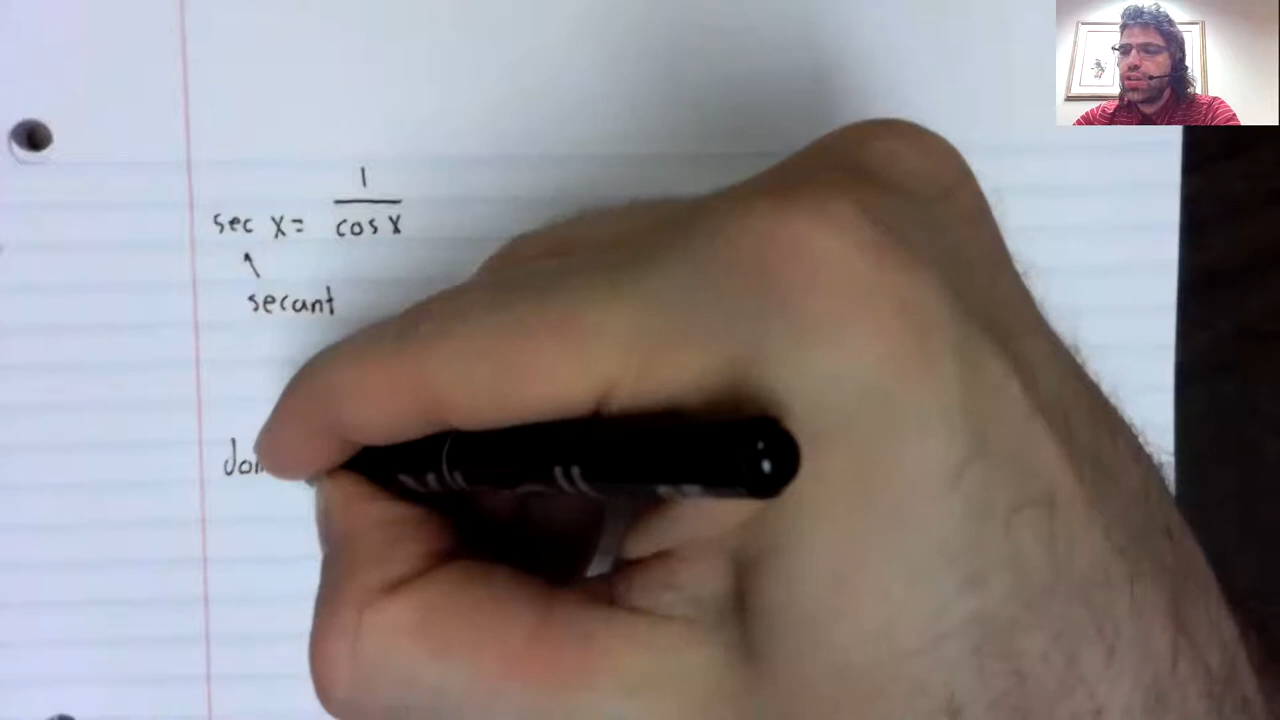 sec x = 1/cos x
secant